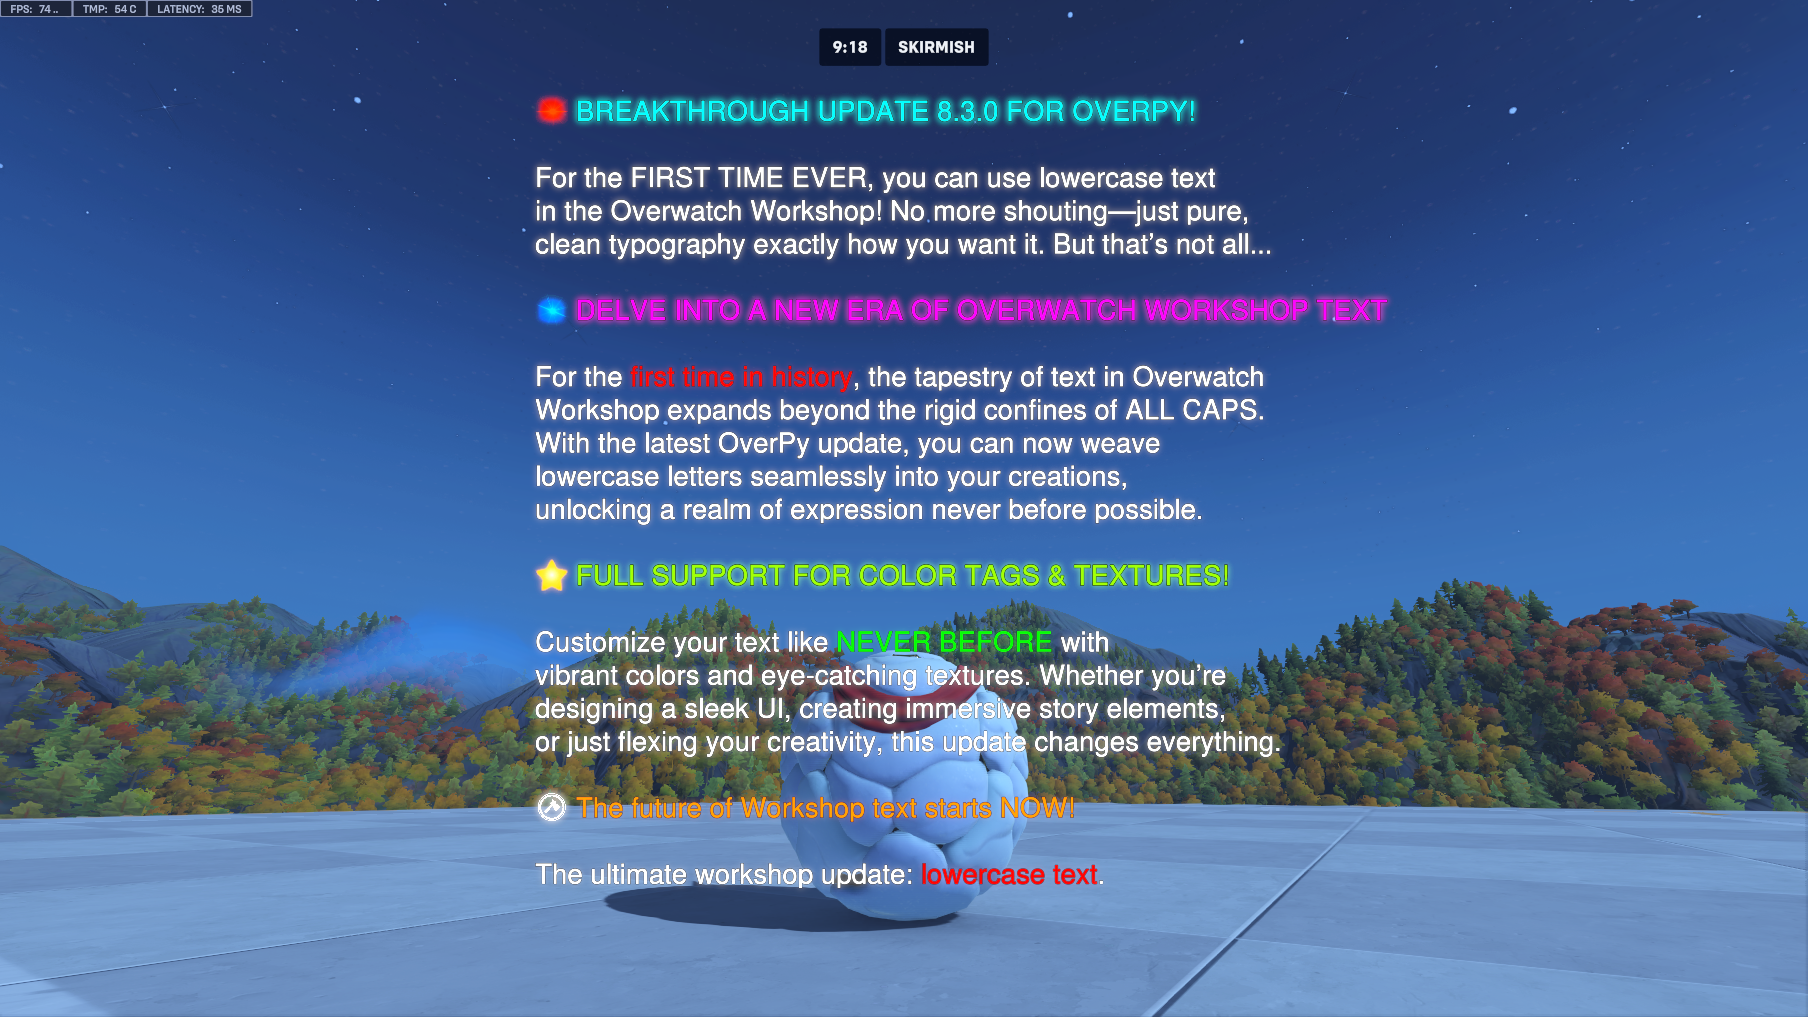 FPS: 74 .. TMP: 54 C LATENCY: 35 MS
9:18 SKIRMISH
BREAKTHROUGH UPDATE 8.3.0 FOR OVERPY!
For the FIRST TIME EVER, you can use lowercase text
in the Overwatch Workshop! No more shouting—just pure,
clean typography exactly how you want it. But that’s not all...
DELVE INTO A NEW ERA OF OVERWATCH WORKSHOP TEXT
For the first time in history, the tapestry of text in Overwatch
Workshop expands beyond the rigid confines of ALL CAPS.
With the latest OverPy update, you can now weave
lowercase letters seamlessly into your creations,
unlocking a realm of expression never before possible.
FULL SUPPORT FOR COLOR TAGS & TEXTURES!
Customize your text like NEVER BEFORE with
vibrant colors and eye-catching textures. Whether you’re
designing a sleek UI, creating immersive story elements,
or just flexing your creativity, this update changes everything.
The future of Workshop text starts NOW!
The ultimate workshop update: lowercase text.